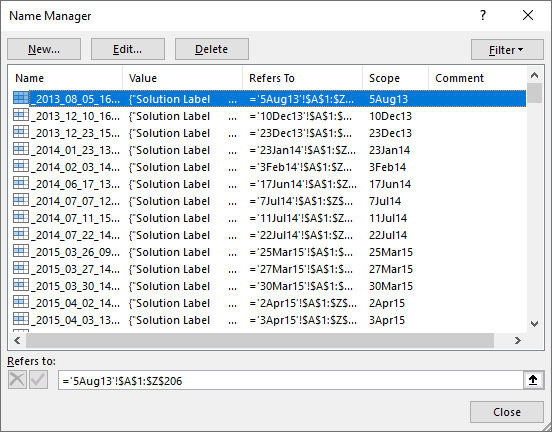 Name Manager ? ×
New... Edit... Delete Filter
Name Value Refers To Scope Comment
_2013_08_05_16... {"Solution Label ... ='5Aug13'!$A$1:$Z... 5Aug13
_2013_12_10_16... {"Solution Label ... ='10Dec13'!$A$1:$... 10Dec13
_2013_12_23_15... {"Solution Label ... ='23Dec13'!$A$1:$... 23Dec13
_2014_01_23_13... {"Solution Label ... ='23Jan14'!$A$1:$... 23Jan14
_2014_02_03_14... {"Solution Label ... ='3Feb14'!$A$1:$Z... 3Feb14
_2014_06_17_13... {"Solution Label ... ='17Jun14'!$A$1:$... 17Jun14
_2014_07_07_12... {"Solution Label ... ='7Jul14'!$A$1:$Z$... 7Jul14
_2014_07_11_15... {"Solution Label ... ='11Jul14'!$A$1:$Z... 11Jul14
_2014_07_22_14... {"Solution Label ... ='22Jul14'!$A$1:$Z... 22Jul14
_2015_03_26_09... {"Solution Label ... ='25Mar15'!$A$1:$... 25Mar15
_2015_03_27_14... {"Solution Label ... ='27Mar15'!$A$1:$... 27Mar15
_2015_03_30_14... {"Solution Label ... ='30Mar15'!$A$1:$... 30Mar15
_2015_04_02_14... {"Solution Label ... ='2Apr15'!$A$1:$Z$... 2Apr15
_2015_04_03_13... {"Solution Label ... ='3Apr15'!$A$1:$Z$... 3Apr15
Refers to:
='5Aug13'!$A$1:$Z$206
Close